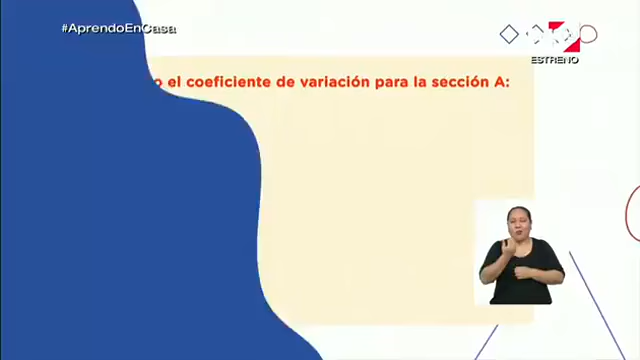 #AprendoEnCasa
ESTRENO
o el coeficiente de variación para la sección A: